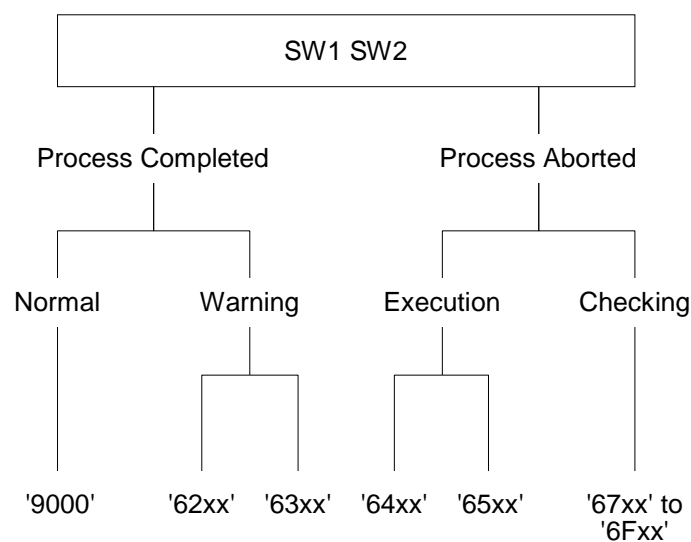 SW1 SW2
Process Completed
Process Aborted
Normal
Warning
Execution
Checking
'9000'
'62xx'
'63xx'
'64xx'
'65xx'
'67xx' to
'6Fxx'